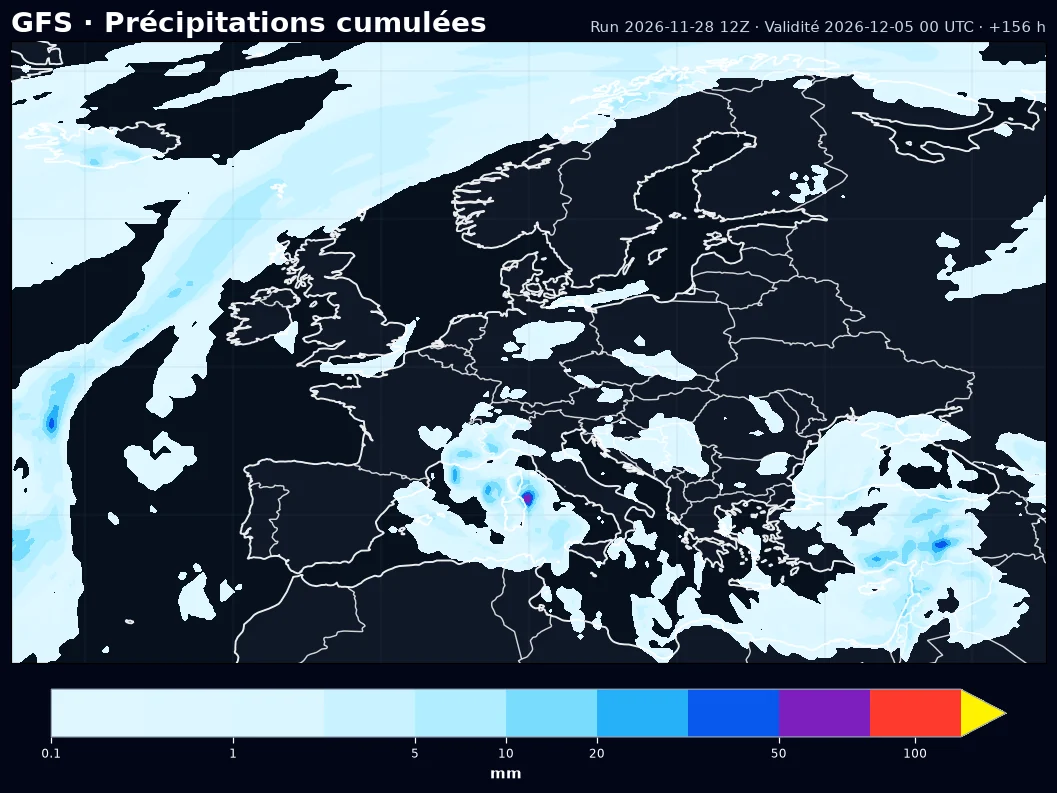 GFS · Précipitations cumulées
Run 2026-11-28 12Z · Validité 2026-12-05 00 UTC · +156 h
0.1 1 5 10 20 50 100
mm